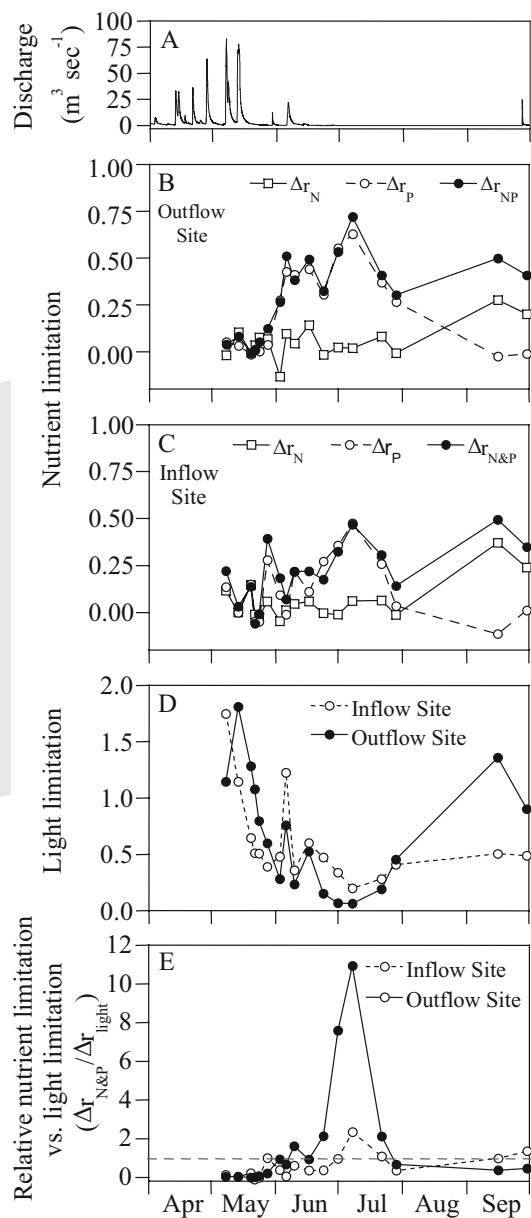 Discharge
(m³ sec⁻¹)
A
100
75
50
25
0
Nutrient limitation
B
Outflow
Site
Δr_N
Δr_P
Δr_NP
1.00
0.75
0.50
0.25
0.00
C
Inflow
Site
Δr_N
Δr_P
Δr_N&P
1.00
0.75
0.50
0.25
0.00
Light limitation
D
Inflow Site
Outflow Site
2.0
1.5
1.0
0.5
0.0
Relative nutrient limitation
vs. light limitation
(Δr_N&P/Δr_light)
E
Inflow Site
Outflow Site
12
10
8
6
4
2
0
Apr May Jun Jul Aug Sep